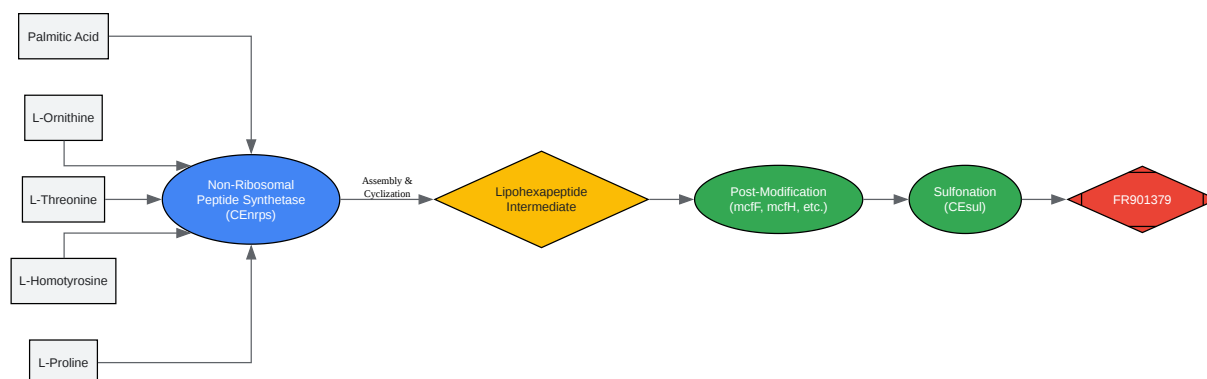 Palmitic Acid
L-Ornithine
L-Threonine
L-Homotyrosine
L-Proline
Non-Ribosomal
Peptide Synthetase
(CEnrps)
Assembly &
Cyclization
Lipohexapeptide
Intermediate
Post-Modification
(mcfF, mcfH, etc.)
Sulfonation
(CEsul)
FR901379